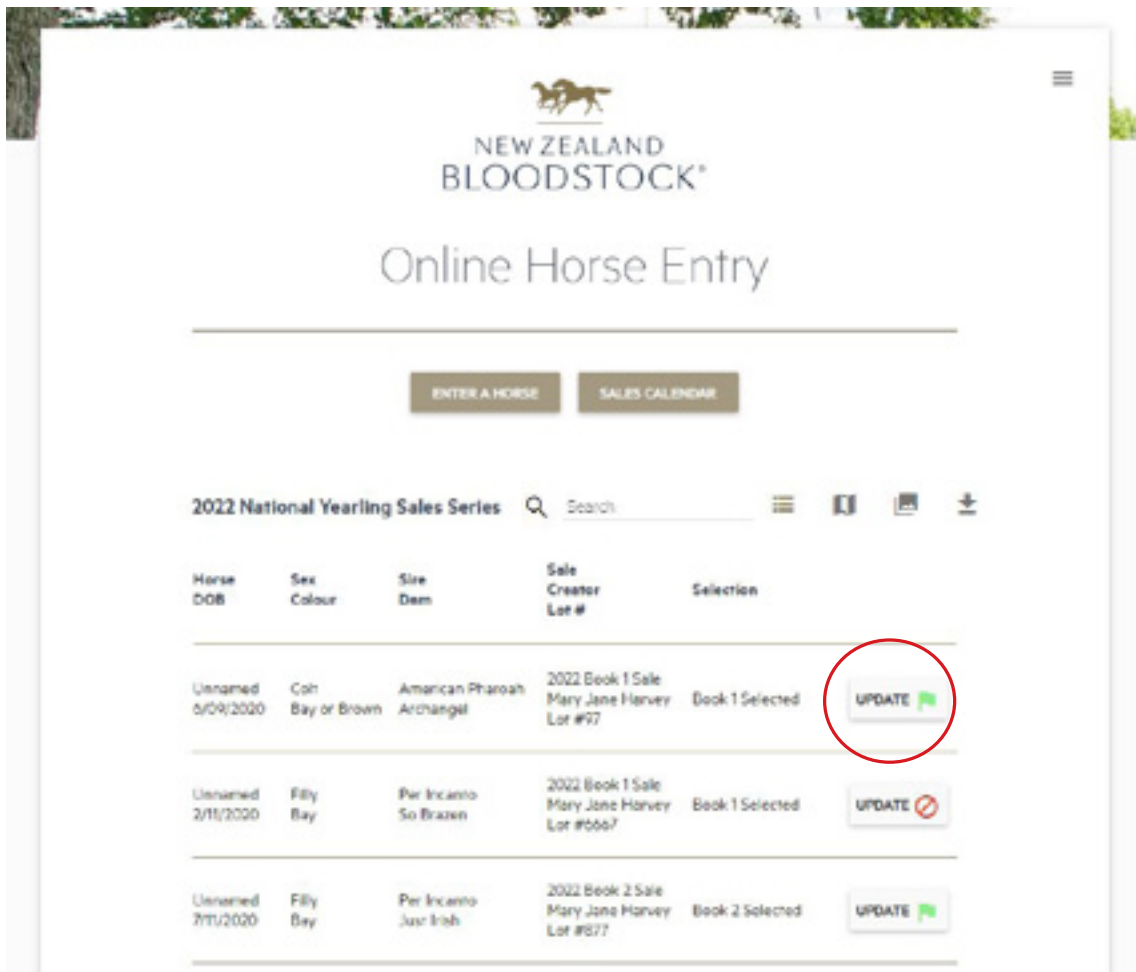 NEW ZEALAND
BLOODSTOCK®
Online Horse Entry
ENTER A HORSE SALES CALENDAR
2022 National Yearling Sales Series Search
Horse Sex Sire Sale Selection
DOB Colour Dam Creator
Lot #
Unnamed Colt American Pharoah 2022 Book 1 Sale Book 1 Selected UPDATE
6/09/2020 Bay or Brown Archangel Mary Jane Harvey
Lot #97
Unnamed Filly Per Incanto 2022 Book 1 Sale Book 1 Selected UPDATE
2/11/2020 Bay So Brazen Mary Jane Harvey
Lot #6667
Unnamed Filly Per Incanto 2022 Book 2 Sale Book 2 Selected UPDATE
7/11/2020 Bay Just Irish Mary Jane Harvey
Lot #877